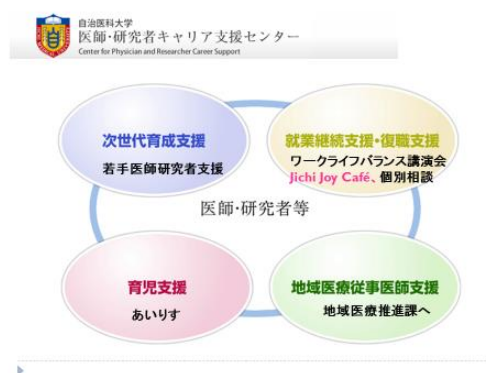 自治医科大学
医師・研究者キャリア支援センター
Center for Physician and Researcher Career Support
次世代育成支援
若手医師研究者支援
就業継続支援・復職支援
ワークライフバランス講演会
Jichi Joy Café、個別相談
医師・研究者等
育児支援
あいりす
地域医療従事医師支援
地域医療推進課へ